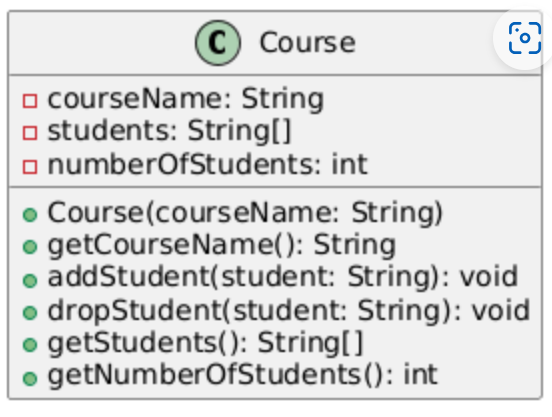 C Course
courseName: String
students: String[]
numberOfStudents: int
Course(courseName: String)
getCourseName(): String
addStudent(student: String): void
dropStudent(student: String): void
getStudents(): String[]
getNumberOfStudents(): int